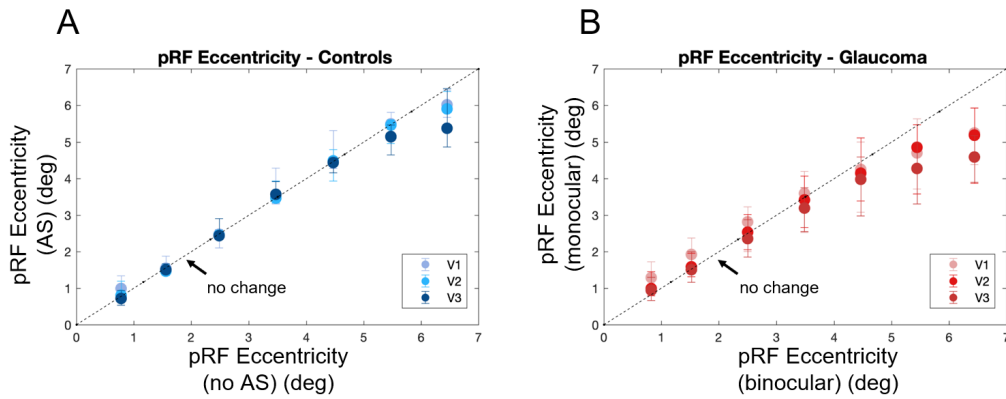 A
pRF Eccentricity - Controls
pRF Eccentricity
(AS) (deg)
7
6
5
4
3
2
1
0
no change
V1
V2
V3
0 1 2 3 4 5 6 7
pRF Eccentricity
(no AS) (deg)
B
pRF Eccentricity - Glaucoma
pRF Eccentricity
(monocular) (deg)
7
6
5
4
3
2
1
0
no change
V1
V2
V3
0 1 2 3 4 5 6 7
pRF Eccentricity
(binocular) (deg)